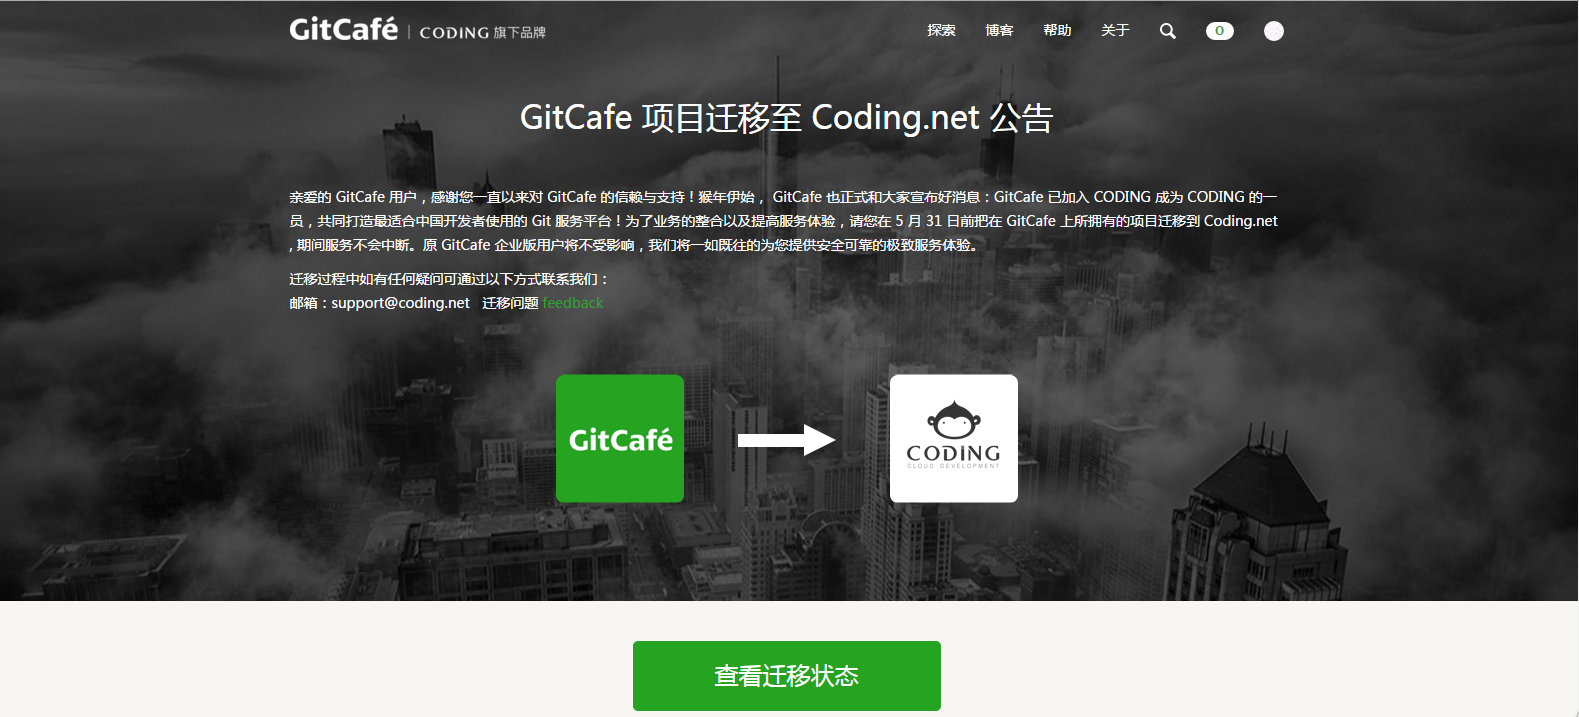 GitCafé | CODING 旗下品牌
探索 博客 帮助 关于 0
GitCafe 项目迁移至 Coding.net 公告
亲爱的 GitCafe 用户，感谢您一直以来对 GitCafe 的信赖与支持！猴年伊始， GitCafe 也正式和大家宣布好消息：GitCafe 已加入 CODING 成为 CODING 的一
员，共同打造最适合中国开发者使用的 Git 服务平台！为了业务的整合以及提高服务体验，请您在 5 月 31 日前把在 GitCafe 上所拥有的项目迁移到 Coding.net
, 期间服务不会中断。原 GitCafe 企业版用户将不受影响，我们将一如既往的为您提供安全可靠的极致服务体验。
迁移过程中如有任何疑问可通过以下方式联系我们：
邮箱：support@coding.net 迁移问题 feedback
GitCafé
CODING
CLOUD DEVELOPMENT
查看迁移状态